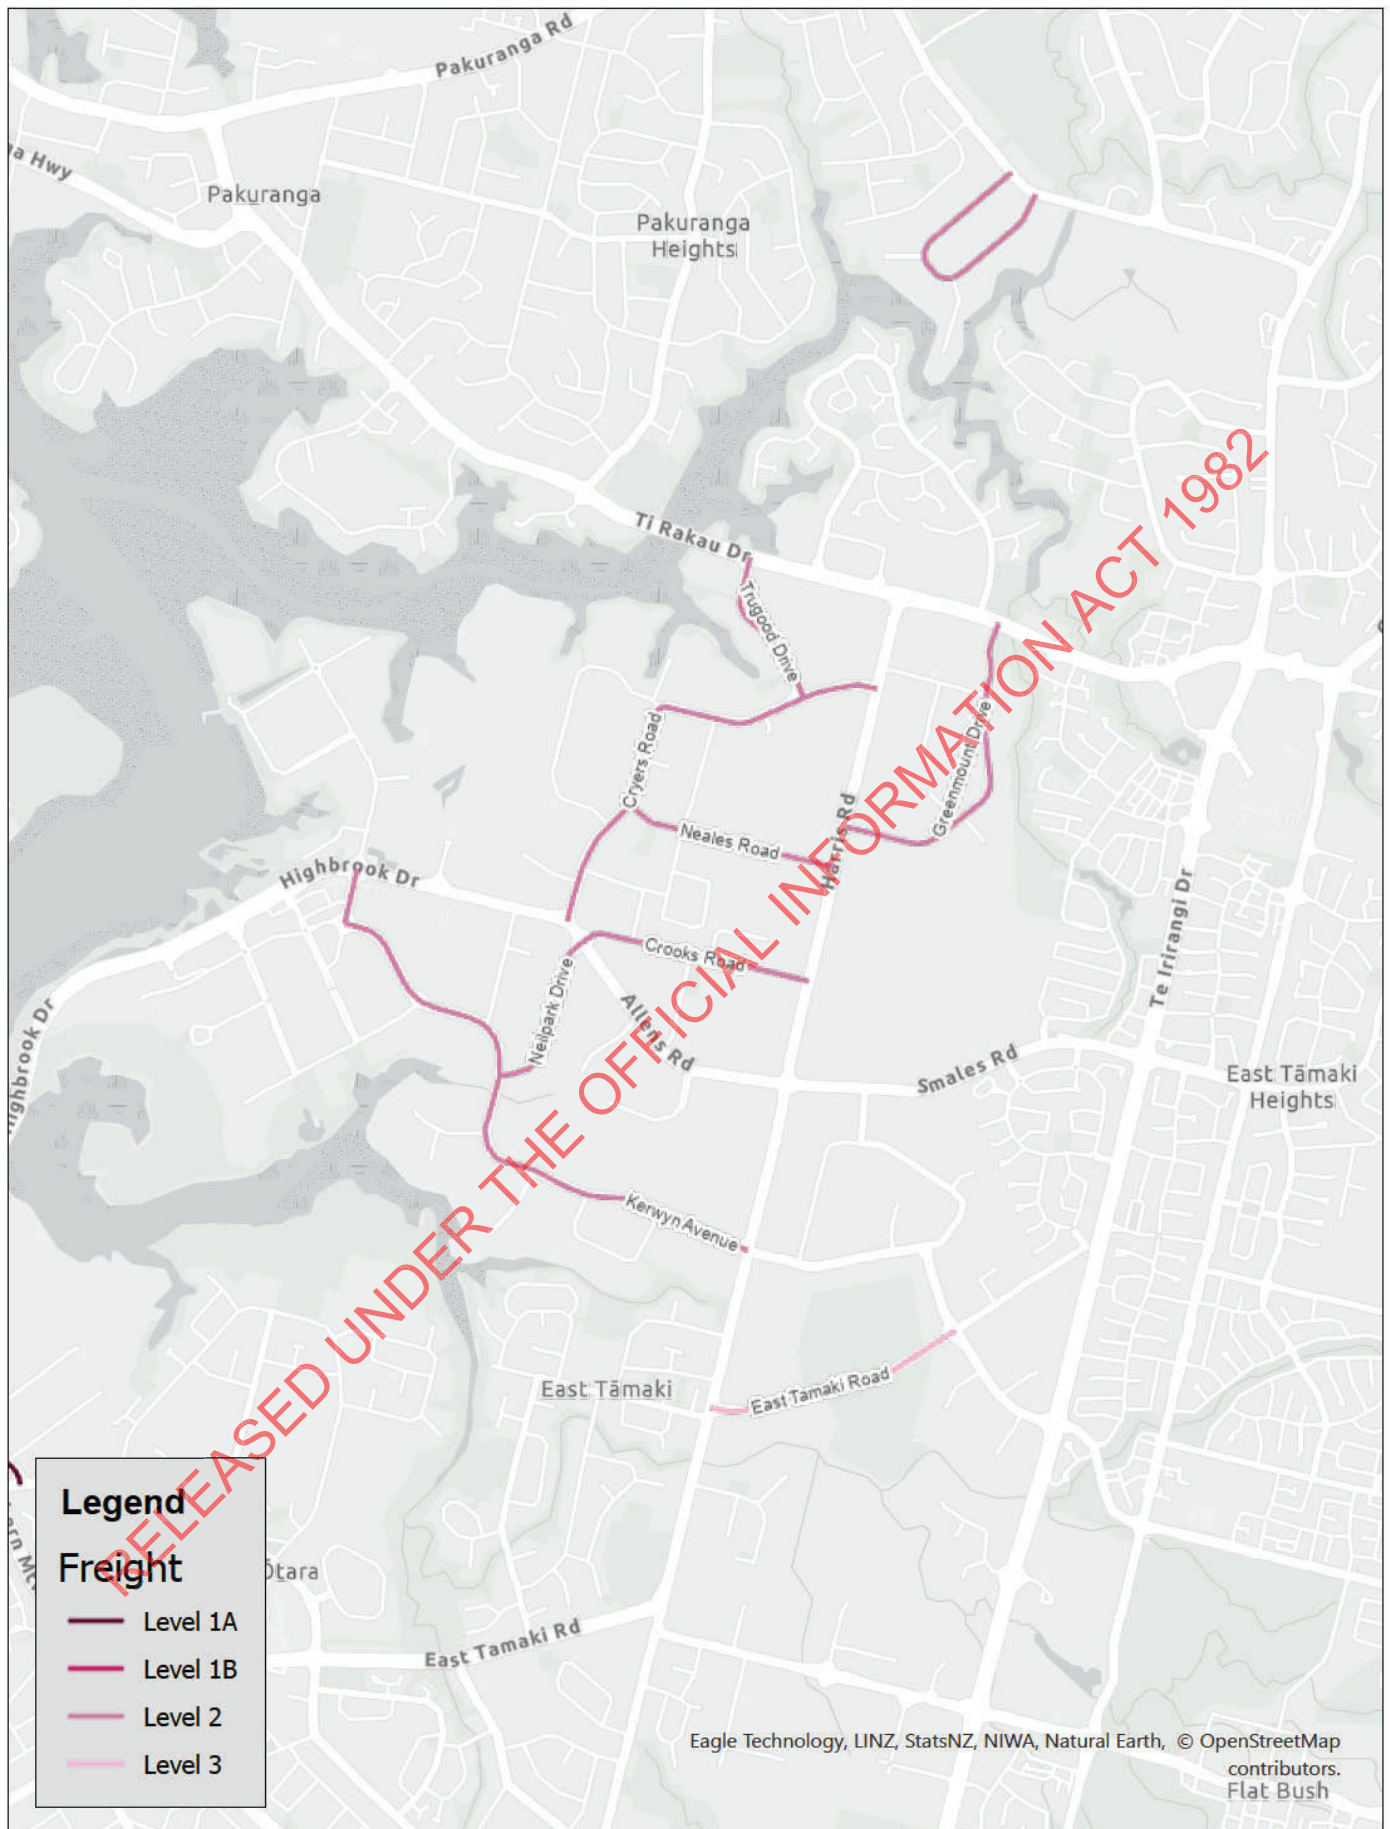 Pakuranga Rd
Hwy
Pakuranga
Pakuranga
Heights
Ti Rakau Dr
Trugood Drive
Cryers Road
Neales Road
Harris Rd
Greenmount Drive
Highbrook Dr
Crooks Road
Neilpark Drive
Allens Rd
Te Irirangi Dr
Highbrook Dr
Smales Rd
East Tāmaki
Heights
Kerwyn Avenue
East Tāmaki
East Tamaki Road
RELEASED UNDER THE OFFICIAL INFORMATION ACT 1982
Legend
Freight
Level 1A
Level 1B
Level 2
Level 3
Ōtara
East Tamaki Rd
Eagle Technology, LINZ, StatsNZ, NIWA, Natural Earth, © OpenStreetMap
contributors.
Flat Bush